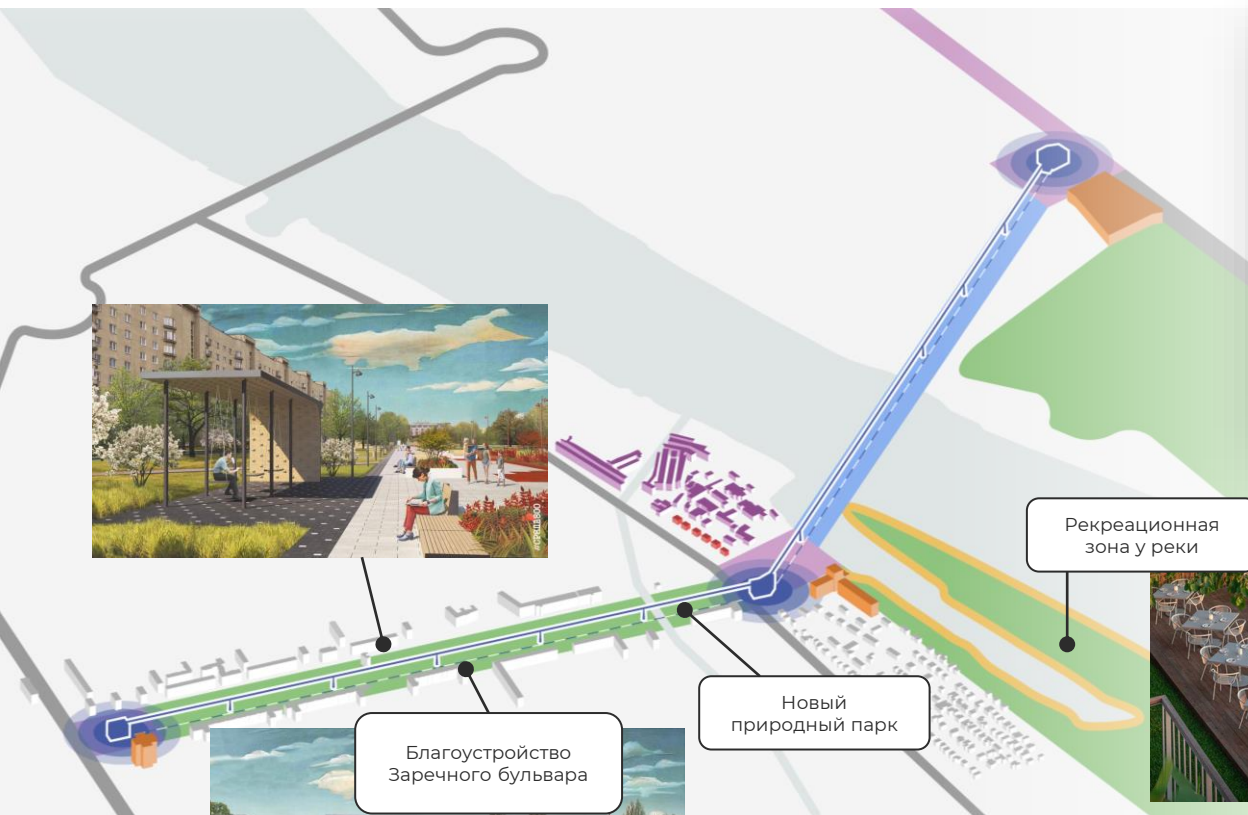 Рекреационная
зона у реки
Новый
природный парк
Благоустройство
Заречного бульвара